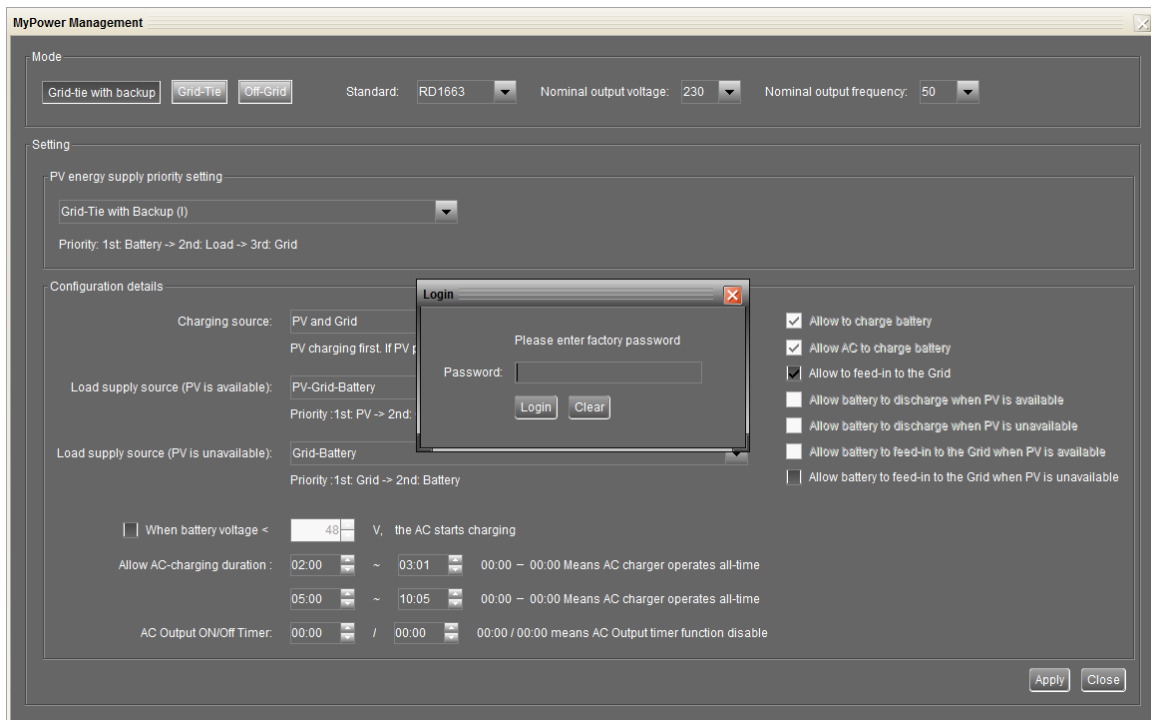 MyPower Management
Mode
Grid-tie with backup Grid-Tie Off-Grid Standard: RD1663 Nominal output voltage: 230 Nominal output frequency: 50
Setting
PV energy supply priority setting
Grid-Tie with Backup (I)
Priority: 1st: Battery -> 2nd: Load -> 3rd: Grid
Configuration details
Charging source: PV and Grid
PV charging first. If PV
Load supply source (PV is available): PV-Grid-Battery
Priority :1st: PV -> 2nd:
Load supply source (PV is unavailable): Grid-Battery
Priority :1st: Grid -> 2nd: Battery
Login
Please enter factory password
Password:
Login Clear
Allow to charge battery
Allow AC to charge battery
Allow to feed-in to the Grid
Allow battery to discharge when PV is available
Allow battery to discharge when PV is unavailable
Allow battery to feed-in to the Grid when PV is available
Allow battery to feed-in to the Grid when PV is unavailable
When battery voltage < 48 V, the AC starts charging
Allow AC-charging duration : 02:00 ~ 03:01 00:00 – 00:00 Means AC charger operates all-time
05:00 ~ 10:05 00:00 – 00:00 Means AC charger operates all-time
AC Output ON/Off Timer: 00:00 / 00:00 00:00 / 00:00 means AC Output timer function disable
Apply Close